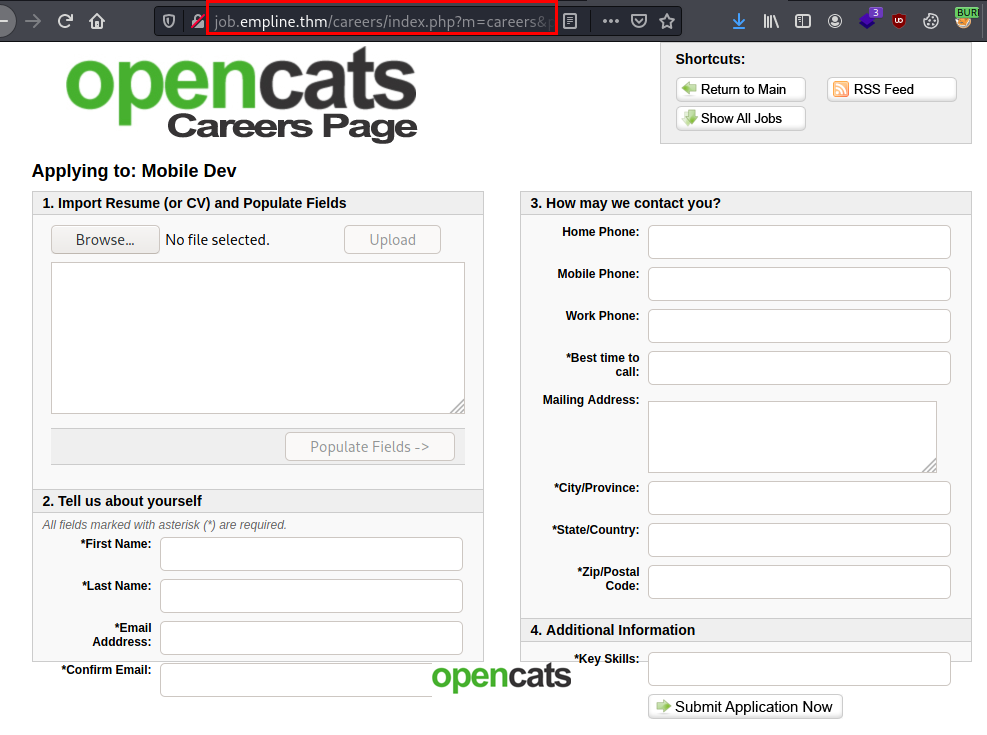 job.empline.thm/careers/index.php?m=careers&
3
UD
BURP
opencats
Careers Page
Shortcuts:
Return to Main
RSS Feed
Show All Jobs
Applying to: Mobile Dev
1. Import Resume (or CV) and Populate Fields
Browse...
No file selected.
Upload
Populate Fields ->
2. Tell us about yourself
All fields marked with asterisk (*) are required.
*First Name:
*Last Name:
*Email
Adddress:
*Confirm Email:
3. How may we contact you?
Home Phone:
Mobile Phone:
Work Phone:
*Best time to
call:
Mailing Address:
*City/Province:
*State/Country:
*Zip/Postal
Code:
4. Additional Information
*Key Skills:
opencats
Submit Application Now